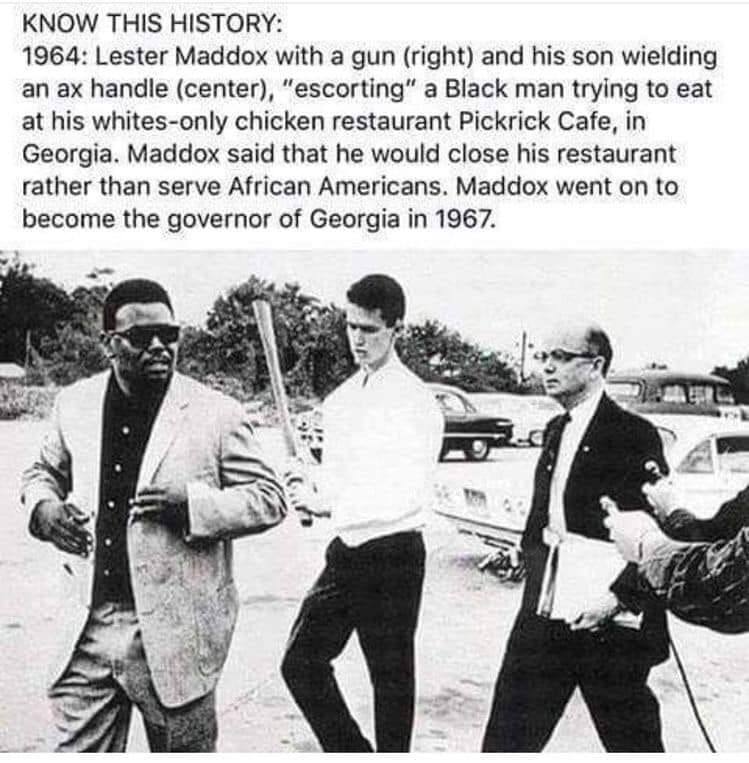 KNOW THIS HISTORY:
1964: Lester Maddox with a gun (right) and his son wielding
an ax handle (center), "escorting" a Black man trying to eat
at his whites-only chicken restaurant Pickrick Cafe, in
Georgia. Maddox said that he would close his restaurant
rather than serve African Americans. Maddox went on to
become the governor of Georgia in 1967.